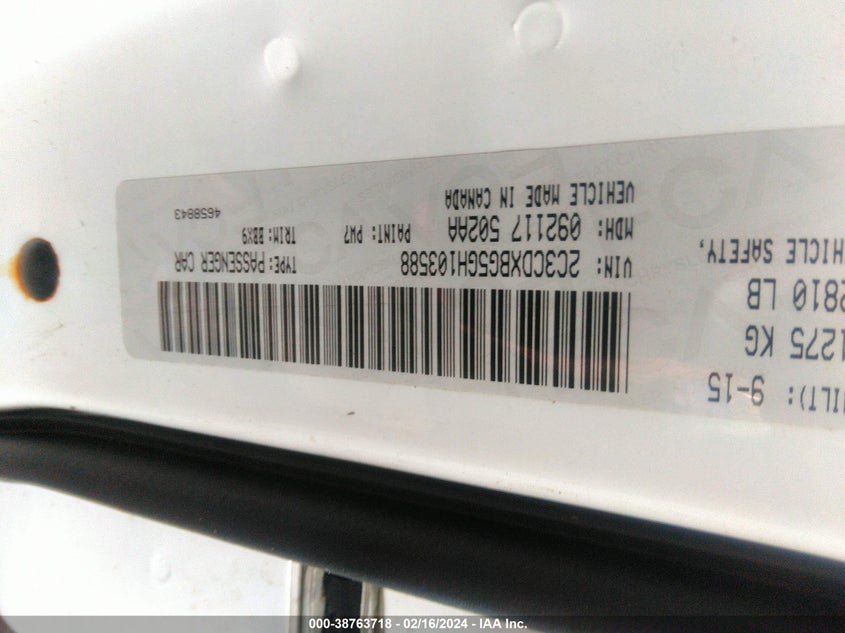 ILT): 9-15
1275 KG
2810 LB
HICLE SAFETY,
VIN: 2C3CDXBG5GH103588 TYPE: PASSENGER CAR
MDH: 092117 502AA PAINT: PW7 TRIM: BBX9
VEHICLE MADE IN CANADA 4658843
000-38763718 - 02/16/2024 - IAA Inc.